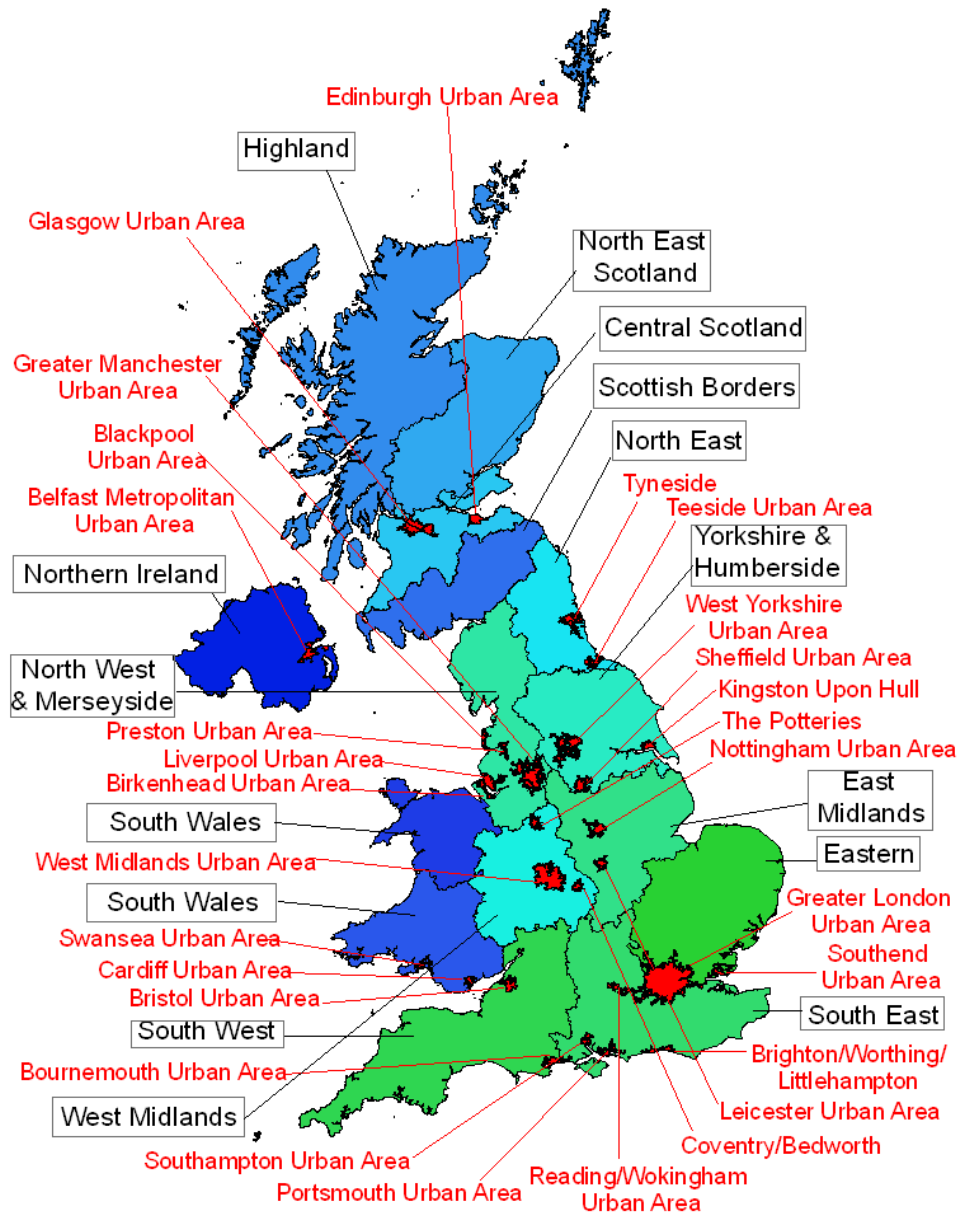 Edinburgh Urban Area
Highland
Glasgow Urban Area
North East
Scotland
Central Scotland
Greater Manchester
Urban Area
Scottish Borders
Blackpool
Urban Area
North East
Belfast Metropolitan
Urban Area
Tyneside
Teeside Urban Area
Yorkshire &
Humberside
Northern Ireland
West Yorkshire
Urban Area
Sheffield Urban Area
North West
& Merseyside
Kingston Upon Hull
The Potteries
Preston Urban Area
Nottingham Urban Area
Liverpool Urban Area
Birkenhead Urban Area
East
Midlands
South Wales
Eastern
West Midlands Urban Area
South Wales
Greater London
Urban Area
Swansea Urban Area
Southend
Urban Area
Cardiff Urban Area
Bristol Urban Area
South East
South West
Brighton/Worthing/
Littlehampton
Bournemouth Urban Area
West Midlands
Leicester Urban Area
Coventry/Bedworth
Southampton Urban Area
Reading/Wokingham
Urban Area
Portsmouth Urban Area